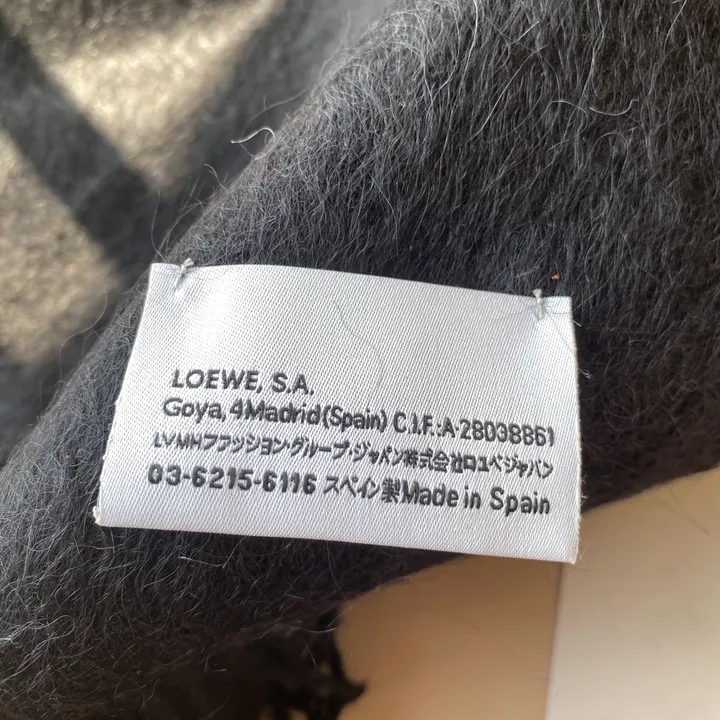 LOEWE, S.A.
Goya, 4Madrid(Spain) C.I.F.:A-28003861
LVMHファッション・グループ・ジャパン株式会社ロエベジャパン
03-6215-6116 スペイン製Made in Spain